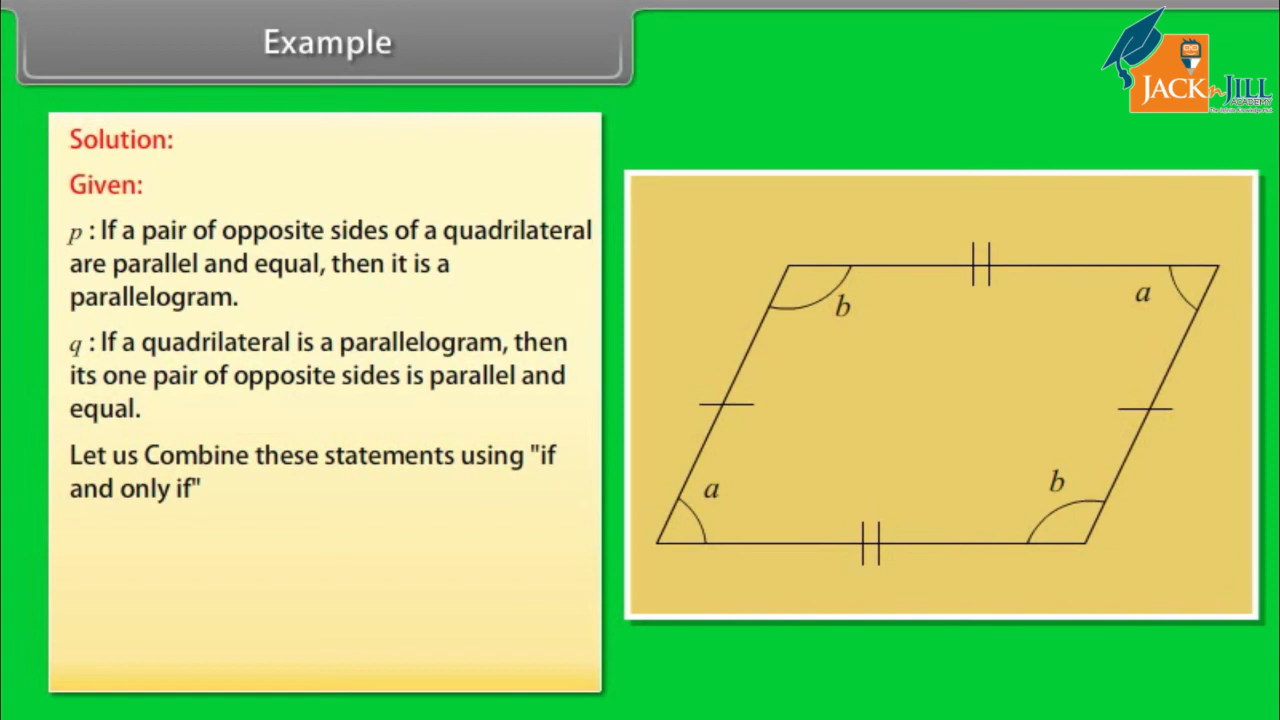 Example
JACK n JILL
ACADEMY
Solution:
Given:
p : If a pair of opposite sides of a quadrilateral
are parallel and equal, then it is a
parallelogram.
q : If a quadrilateral is a parallelogram, then
its one pair of opposite sides is parallel and
equal.
Let us Combine these statements using "if
and only if"
b
a
a
b